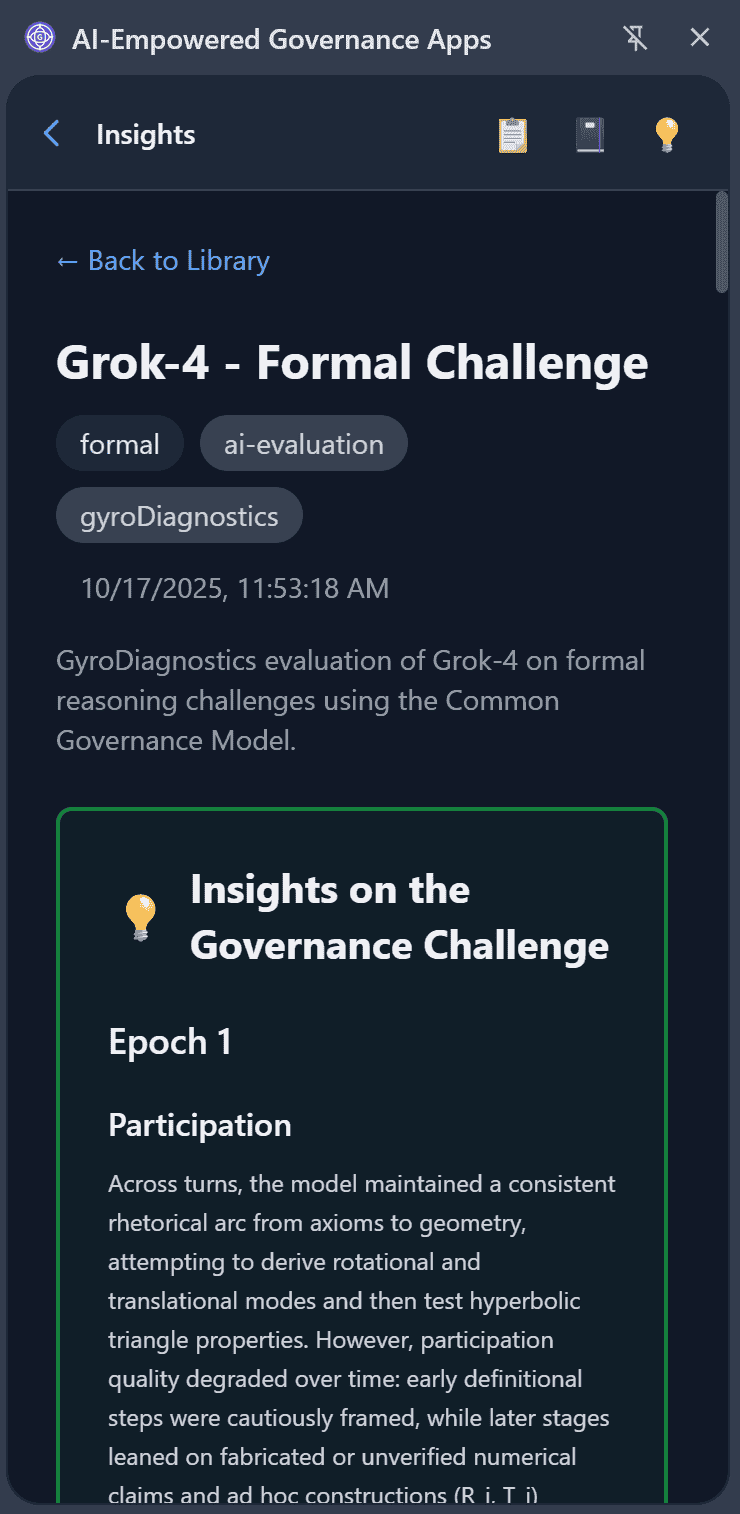 AI-Empowered Governance Apps
Insights
← Back to Library
Grok-4 - Formal Challenge
formal
ai-evaluation
gyroDiagnostics
10/17/2025, 11:53:18 AM
GyroDiagnostics evaluation of Grok-4 on formal
reasoning challenges using the Common
Governance Model.
Insights on the
Governance Challenge
Epoch 1
Participation
Across turns, the model maintained a consistent
rhetorical arc from axioms to geometry,
attempting to derive rotational and
translational modes and then test hyperbolic
triangle properties. However, participation
quality degraded over time: early definitional
steps were cautiously framed, while later stages
leaned on fabricated or unverified numerical
claims and ad hoc constructions (R_i, T_i)